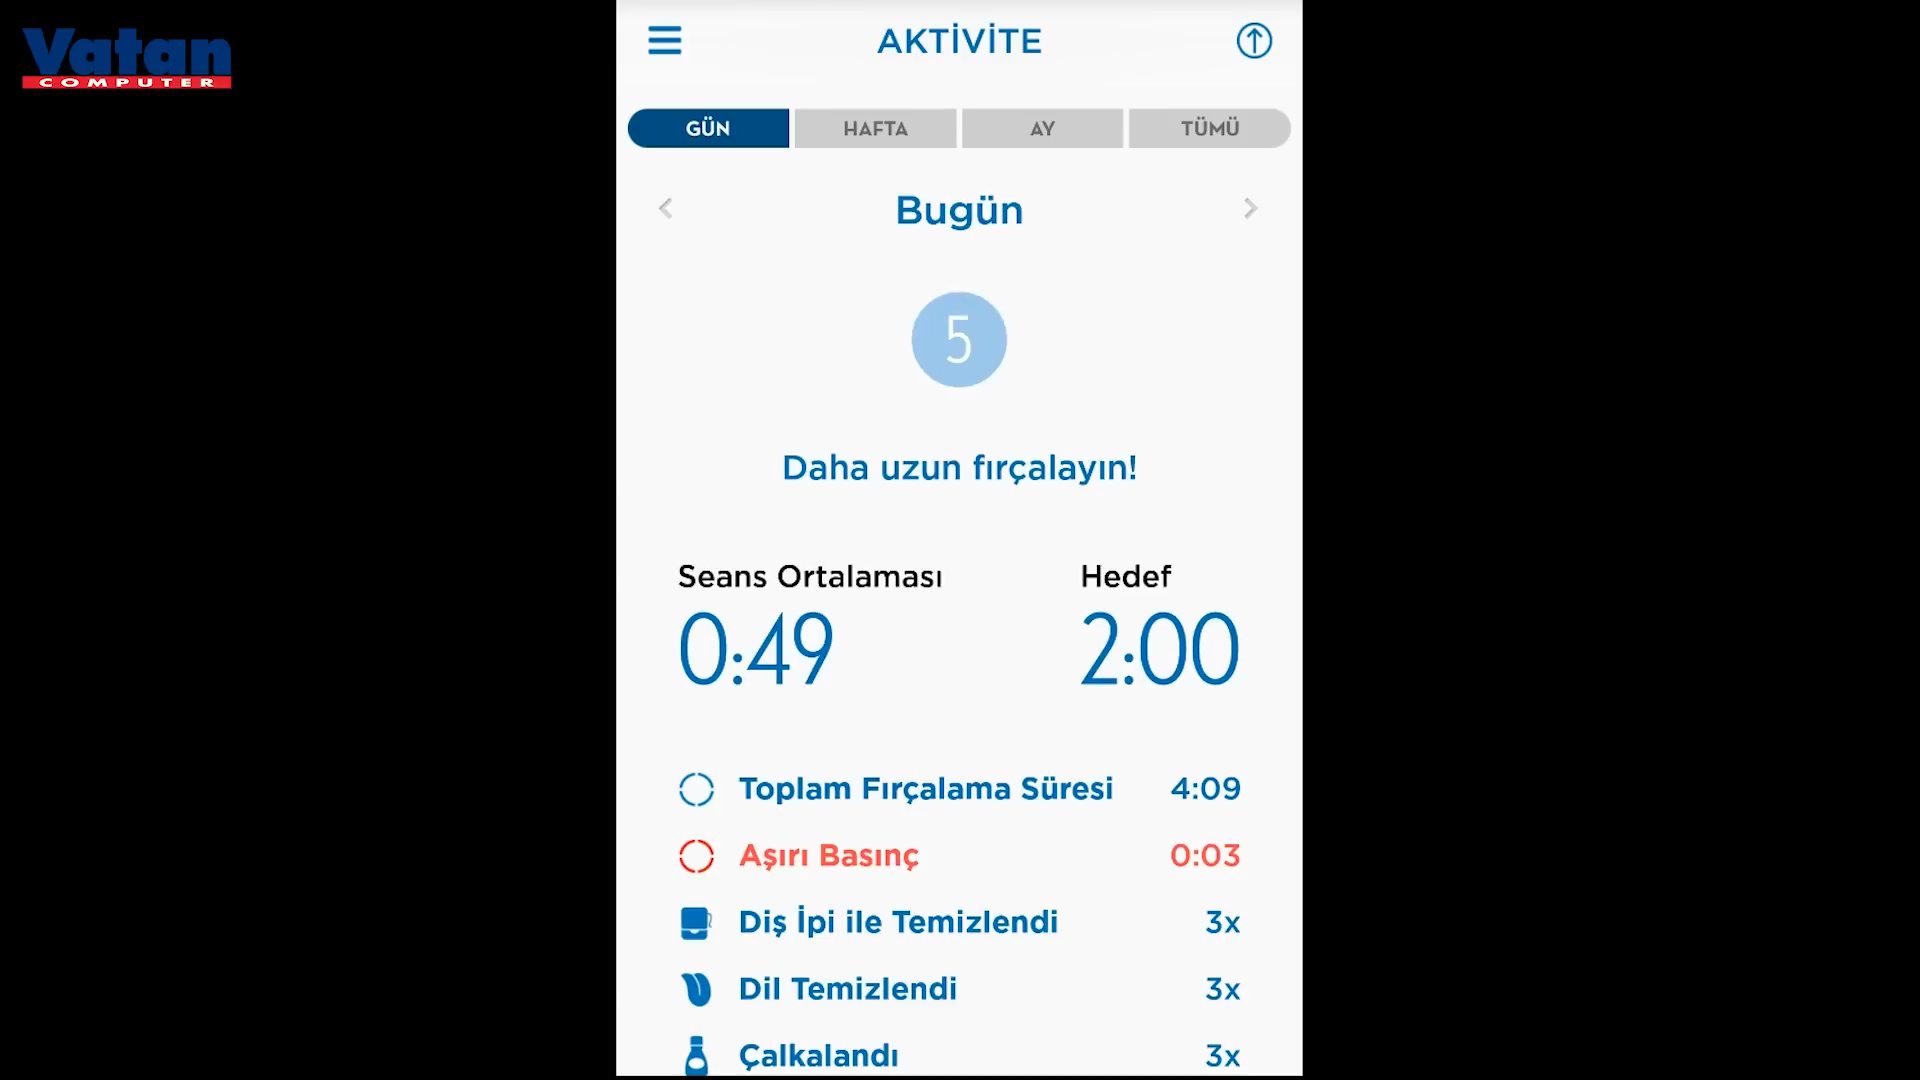 Vatan
COMPUTER
AKTİVİTE
GÜN
HAFTA
AY
TÜMÜ
Bugün
5
Daha uzun fırçalayın!
Seans Ortalaması
Hedef
0:49
2:00
Toplam Fırçalama Süresi 4:09
Aşırı Basınç 0:03
Diş İpi ile Temizlendi 3x
Dil Temizlendi 3x
Çalkalandı 3x